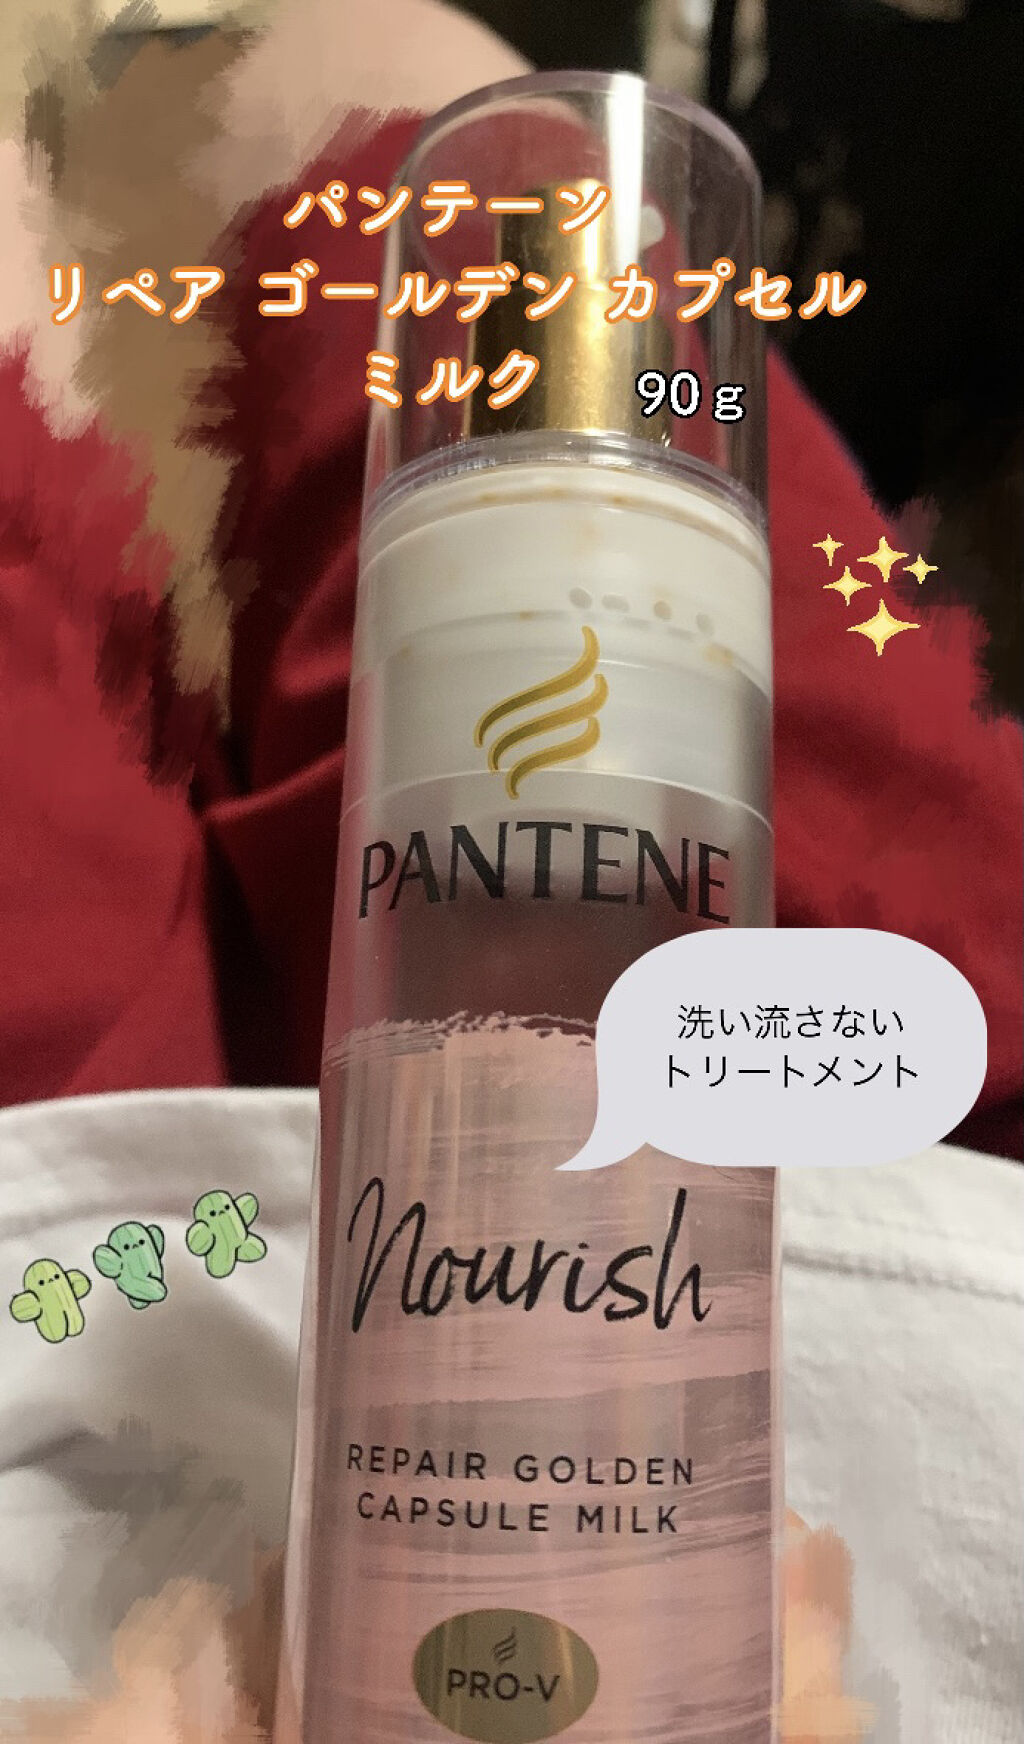 パンテーン
リペア ゴールデン カプセル
ミルク
90g
PANTENE
洗い流さない
トリートメント
Nourish
REPAIR GOLDEN
CAPSULE MILK
PRO-V